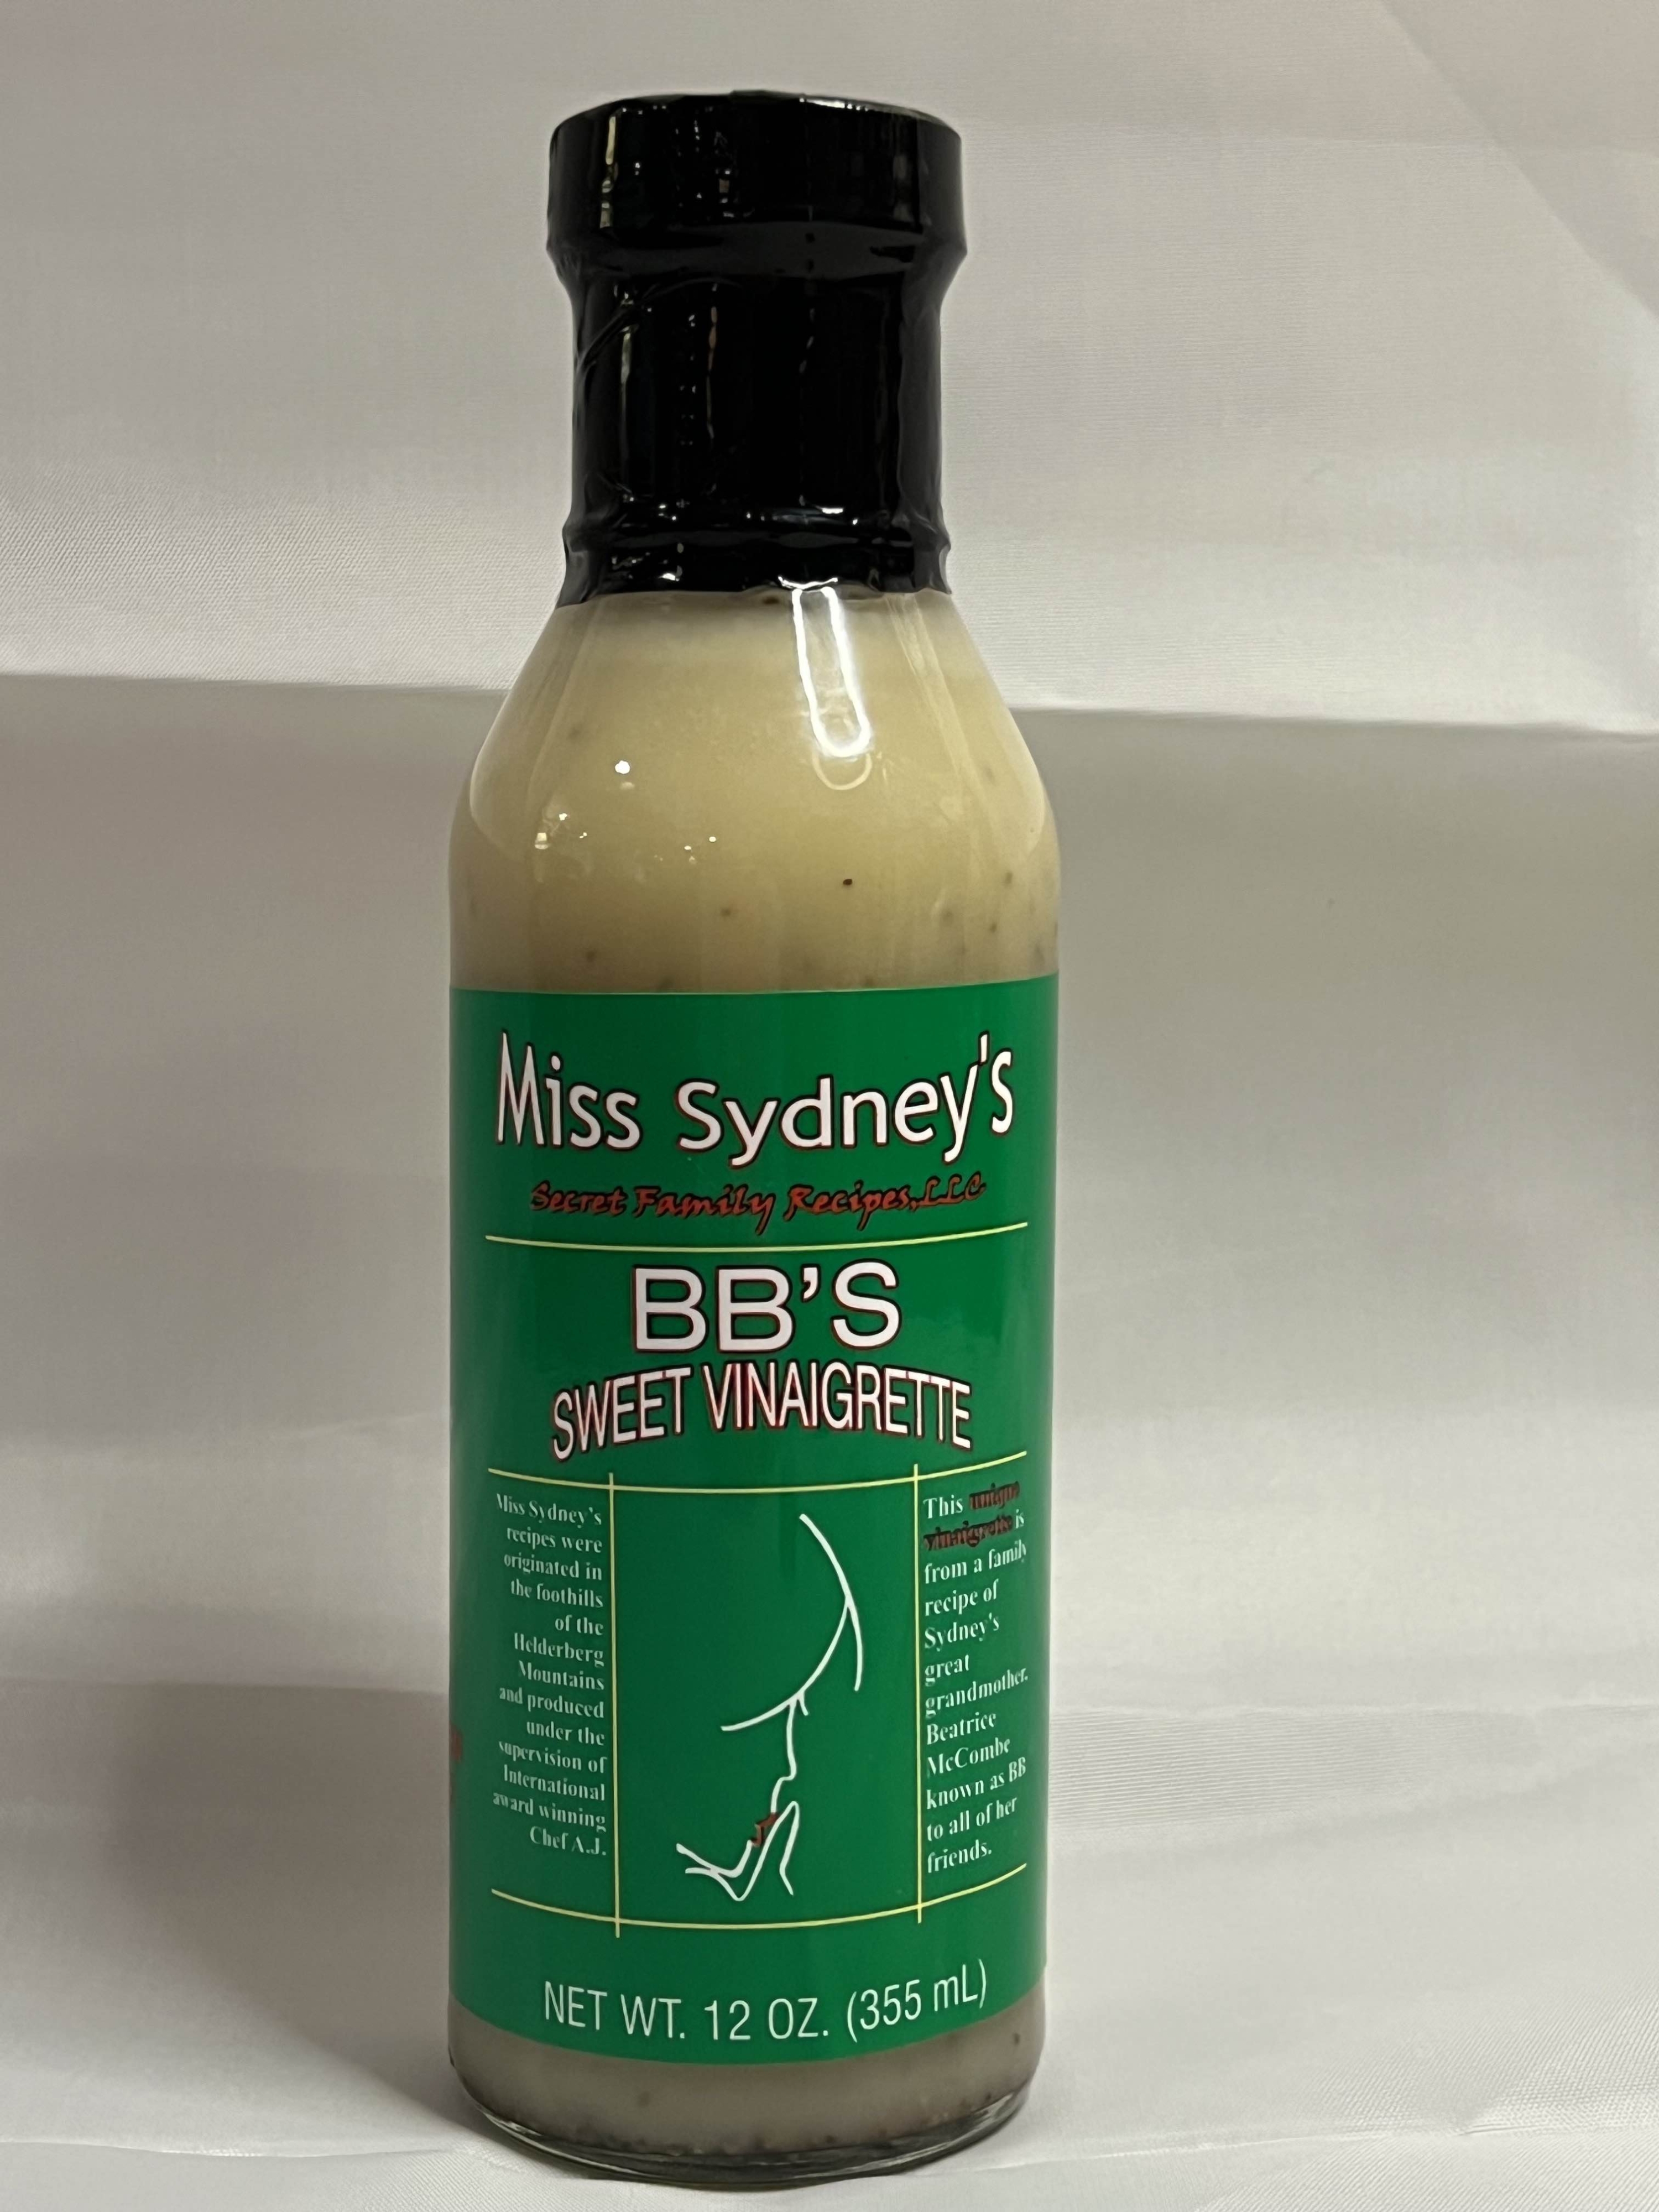 Miss Sydney's
Secret Family Recipes,LLC
BB'S
SWEET VINAIGRETTE
Miss Sydney's
recipes were
originated in
the foothills
of the
Helderberg
Mountains
and produced
under the
supervision of
International
award winning
Chef A.J.
This unique
vinaigrette is
from a family
recipe of
Sydney's
great
grandmother.
Beatrice
McCombe
known as BB
to all of her
friends.
NET WT. 12 OZ. (355 mL)